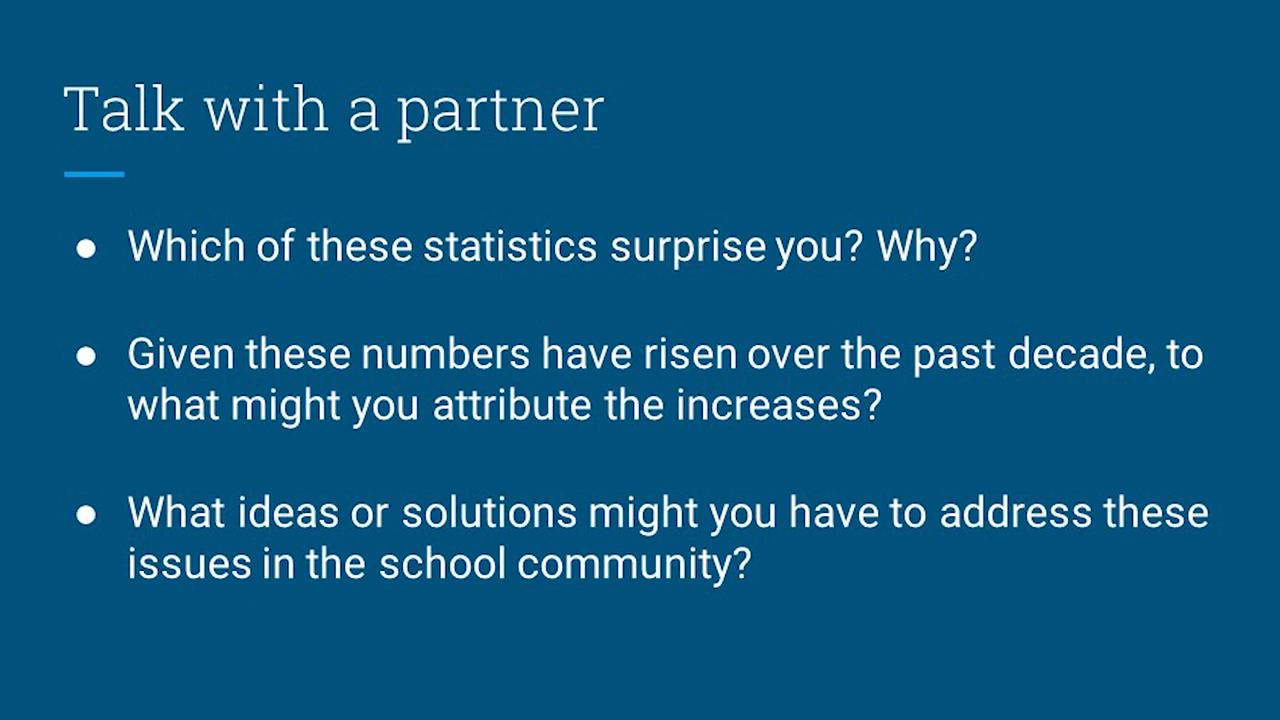 Talk with a partner
● Which of these statistics surprise you? Why?
● Given these numbers have risen over the past decade, to
what might you attribute the increases?
● What ideas or solutions might you have to address these
issues in the school community?